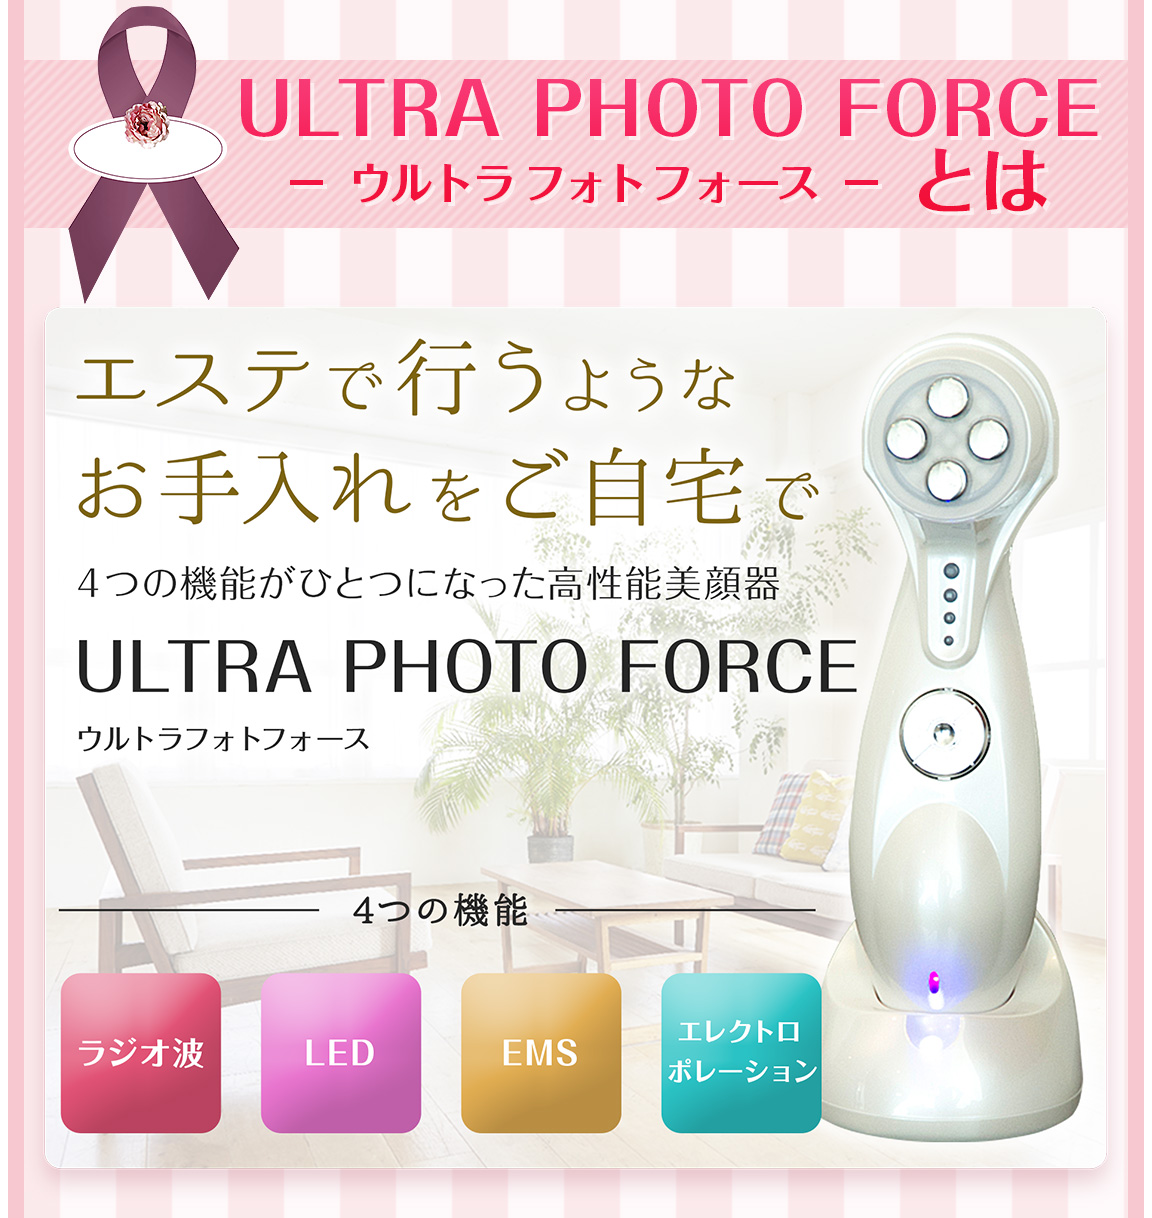 ULTRA PHOTO FORCE
− ウルトラフォトフォース − とは
エステで行うような
お手入れをご自宅で
4つの機能がひとつになった高性能美顔器
ULTRA PHOTO FORCE
ウルトラフォトフォース
4つの機能
ラジオ波
LED
EMS
エレクトロ
ポレーション